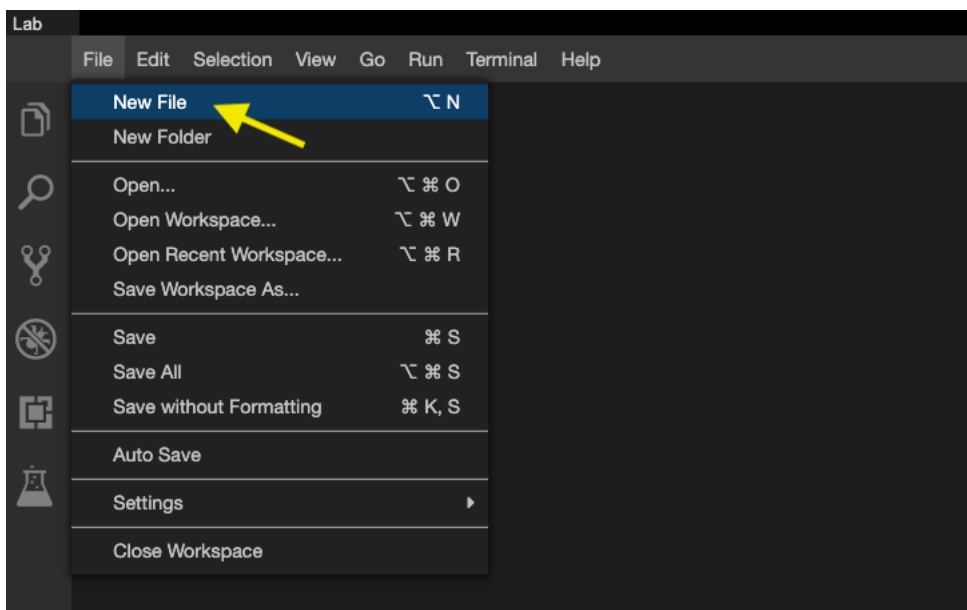 Lab
File Edit Selection View Go Run Terminal Help
New File ⌥ N
New Folder
Open... ⌥ ⌘ O
Open Workspace... ⌥ ⌘ W
Open Recent Workspace... ⌥ ⌘ R
Save Workspace As...
Save ⌘ S
Save All ⌥ ⌘ S
Save without Formatting ⌘ K, S
Auto Save
Settings
Close Workspace